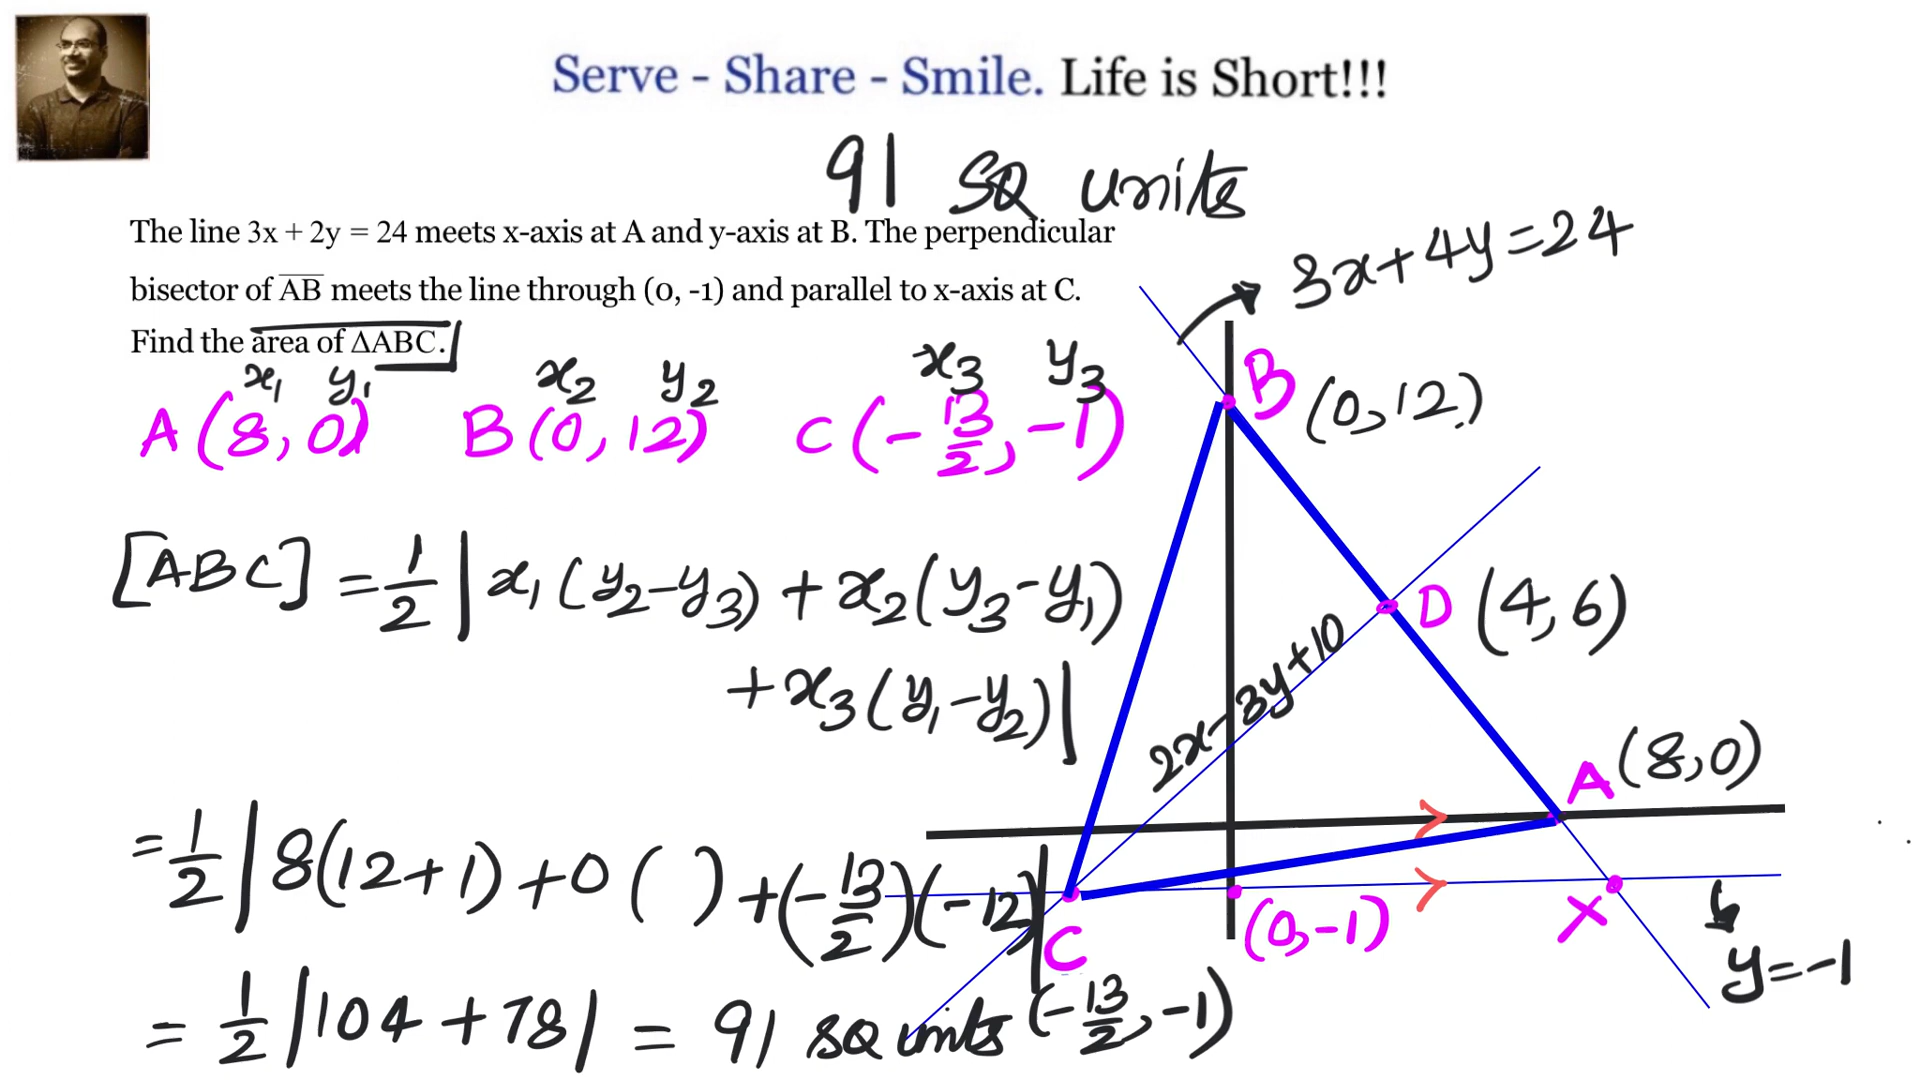 Serve - Share - Smile. Life is Short!!!
91 SQ units
The line 3x + 2y = 24 meets x-axis at A and y-axis at B. The perpendicular
bisector of A̅B̅ meets the line through (0, -1) and parallel to x-axis at C.
Find the area of ΔABC.
x₁ y₁ x₂ y₂ x₃ y₃
A(8, 0) B(0, 12) C(-13/2, -1)
[ABC] = 1/2 | x₁(y₂-y₃) + x₂(y₃-y₁)
+ x₃(y₁-y₂)|
= 1/2 | 8(12+1) + 0( ) + (-13/2)(-12)|
= 1/2 |104 + 78| = 91 SQ units
3x+4y=24
B (0,12)
D (4,6)
2x-3y+10
A (8,0)
(0,-1)
X
C
(-13/2, -1)
y=-1